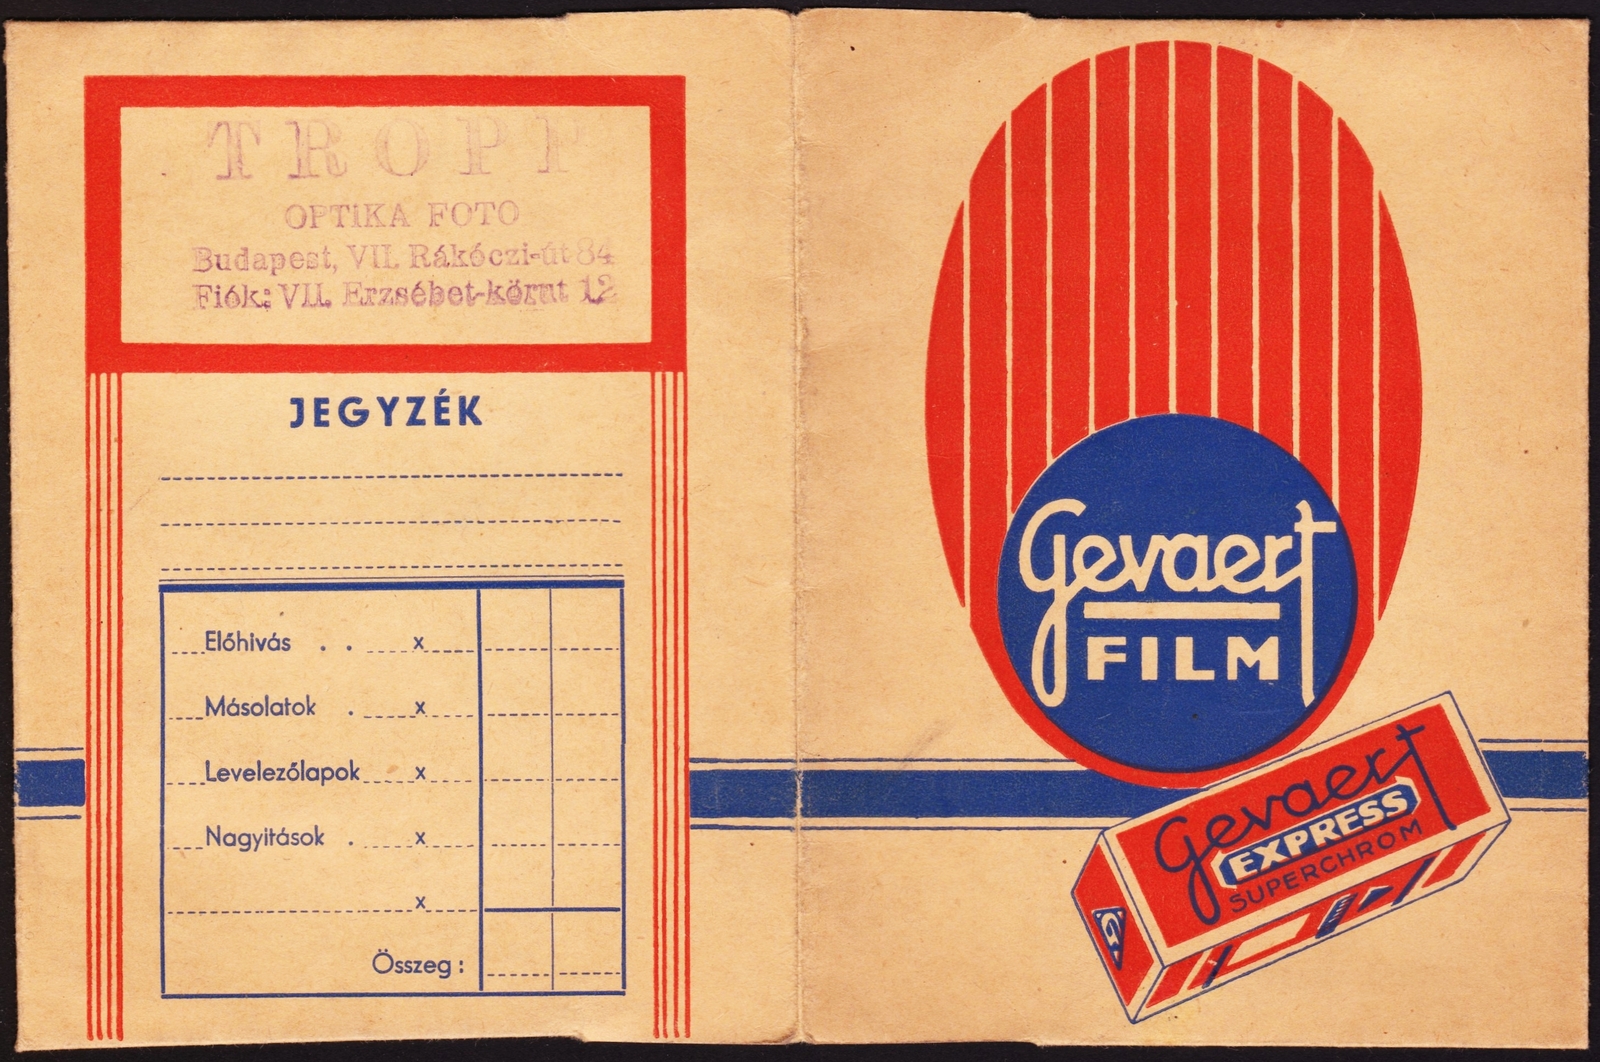 TROPP
OPTIKA FOTO
Budapest, VII. Rákóczi-út 84
Fiók: VII. Erzsébet-körut 12
JEGYZÉK
Előhivás . . x
Másolatok . x
Levelezőlapok x
Nagyitások . x
x
Összeg:
Gevaert
FILM
Gevaert
EXPRESS
SUPERCHROM
G